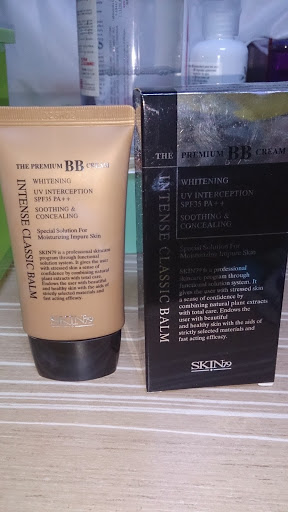 THE PREMIUM BB CREAM
WHITENING
UV INTERCEPTION
SPF35 PA++
SOOTHING &
CONCEALING
Special Solution For
Moisturizing Impure Skin
SKIN79 is a professional skincare
program through functional
solution system. It gives the user
with stressed skin a sense of
confidence by combining natural
plant extracts with total care.
Endows the user with beautiful
and healthy skin with the aids of
strictly selected materials and
fast acting efficacy.
INTENSE CLASSIC BALM
SKIN79
THE PREMIUM BB CREAM
WHITENING
UV INTERCEPTION
SPF35 PA++
SOOTHING &
CONCEALING
Special Solution For
Moisturizing Impure Skin
SKIN79 is a professional
skincare program through
functional solution system. It
gives the user with stressed skin
a sense of confidence by
combining natural plant extracts
with total care. Endows the
user with beautiful
and healthy skin with the aids of
strictly selected materials and
fast acting efficacy.
INTENSE CLASSIC BALM
SKIN79